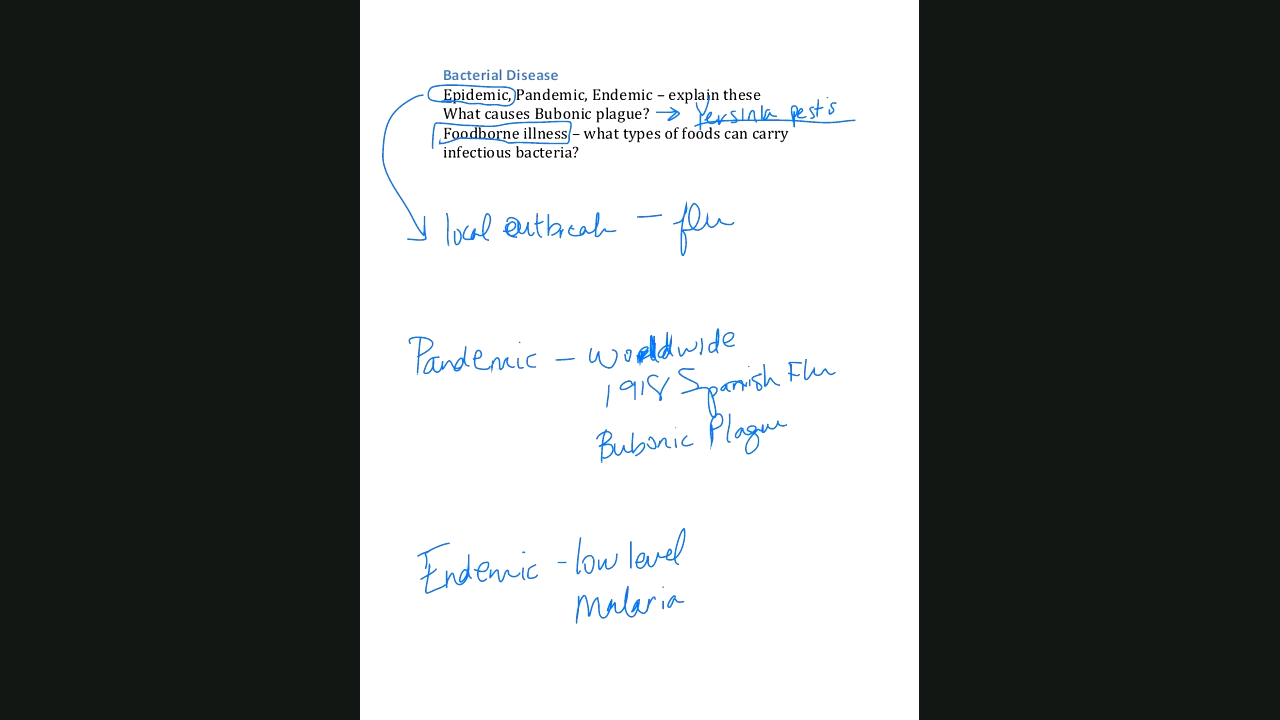 Bacterial Disease
Epidemic, Pandemic, Endemic – explain these
What causes Bubonic plague? → Yersinia pestis
Foodborne illness – what types of foods can carry
infectious bacteria?
local outbreak – flu
Pandemic – worldwide
1918 Spanish Flu
Bubonic Plague
Endemic - low level
Malaria